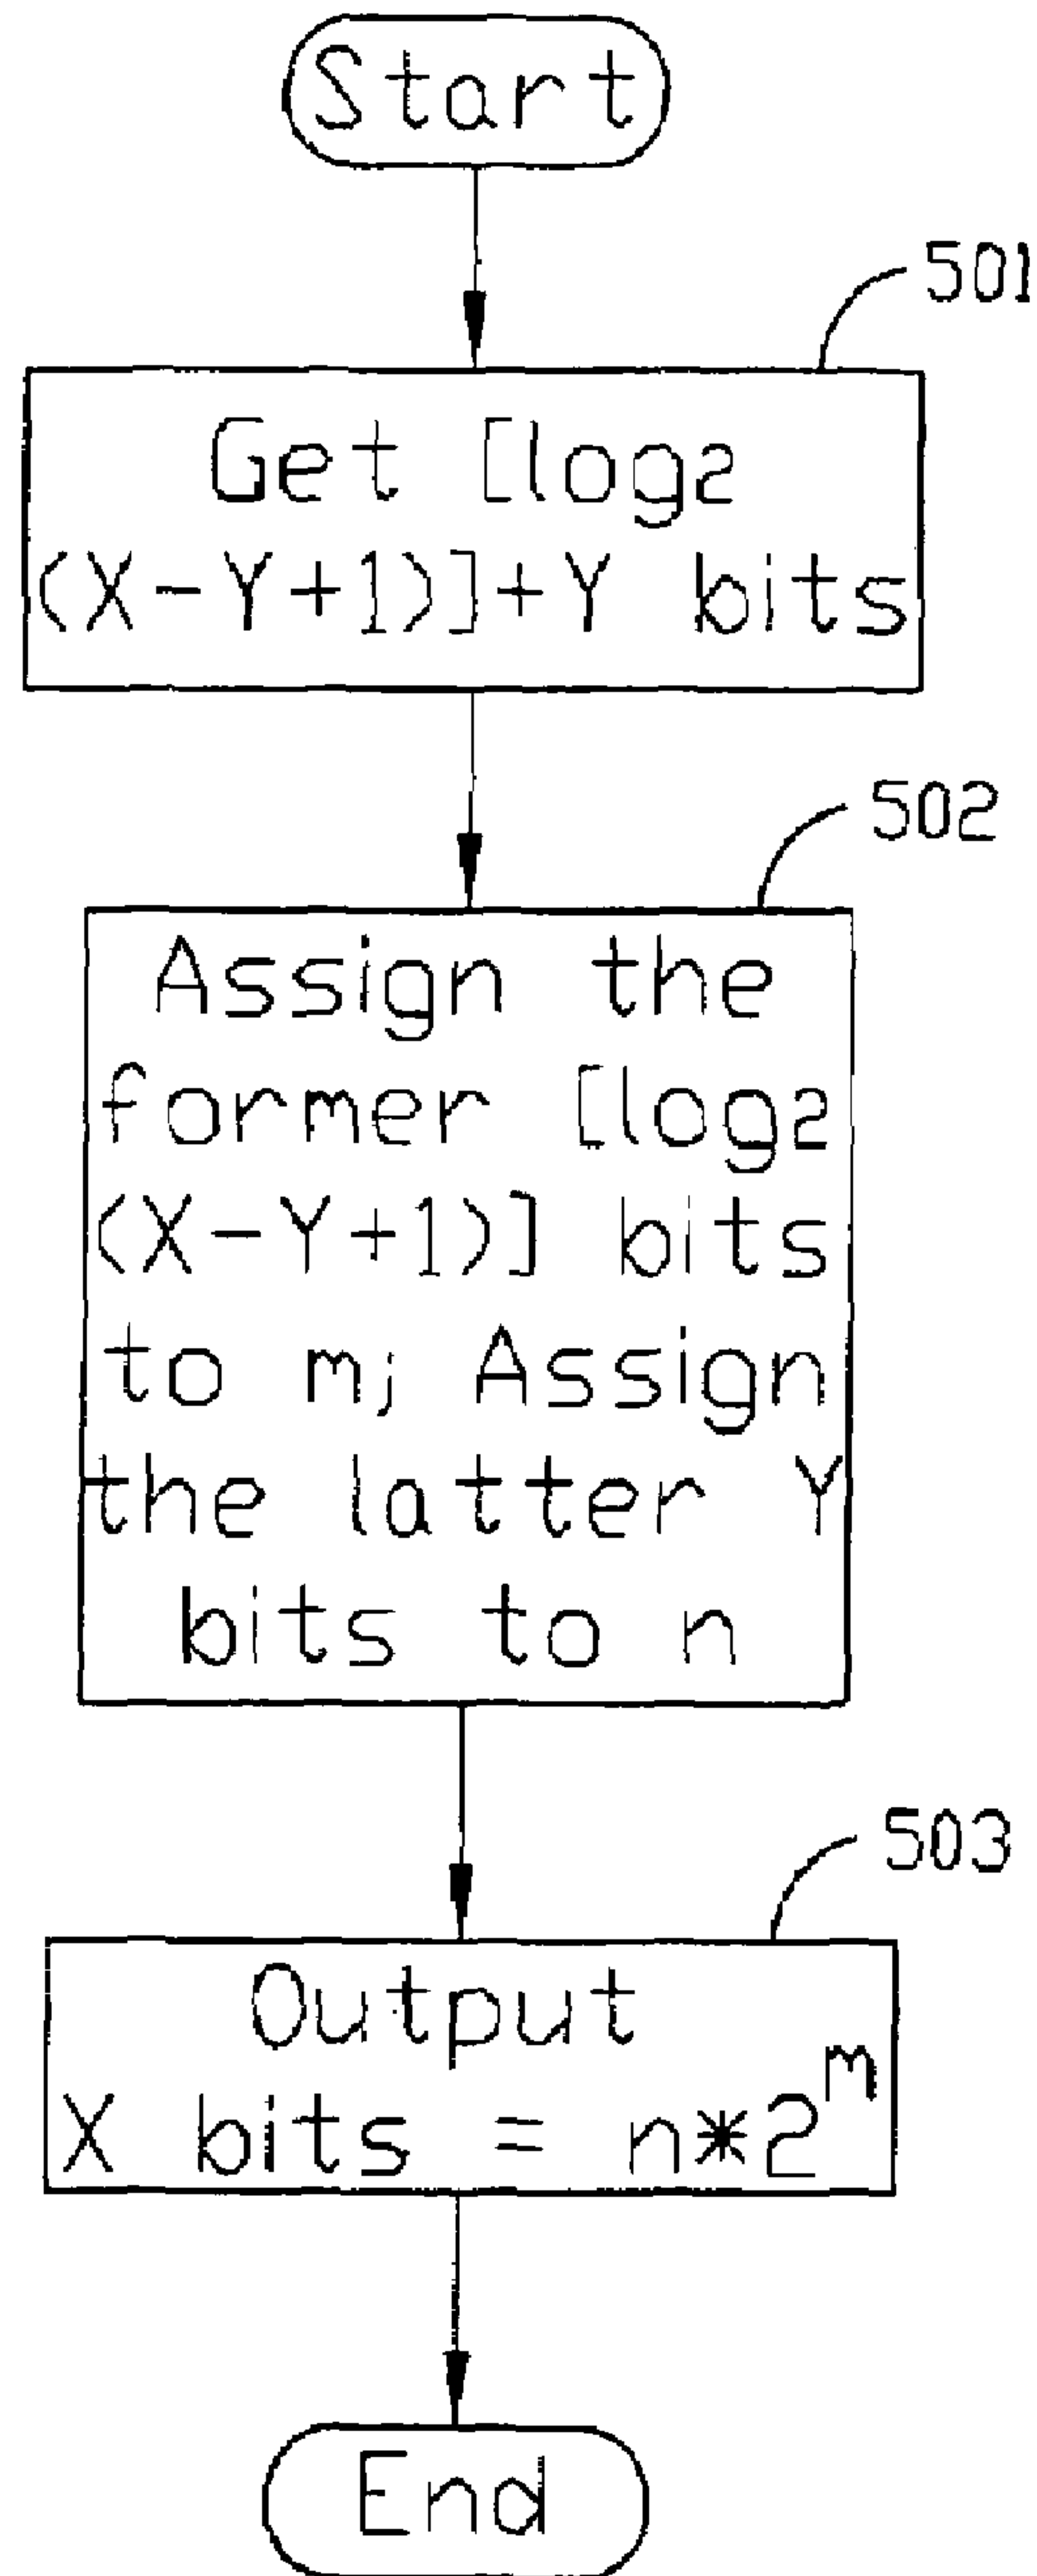 Start
501
Get [log2
(X-Y+1)]+Y bits
502
Assign the
former [log2
(X-Y+1)] bits
to m; Assign
the latter Y
bits to n
503
Output
X bits = n*2^m
End